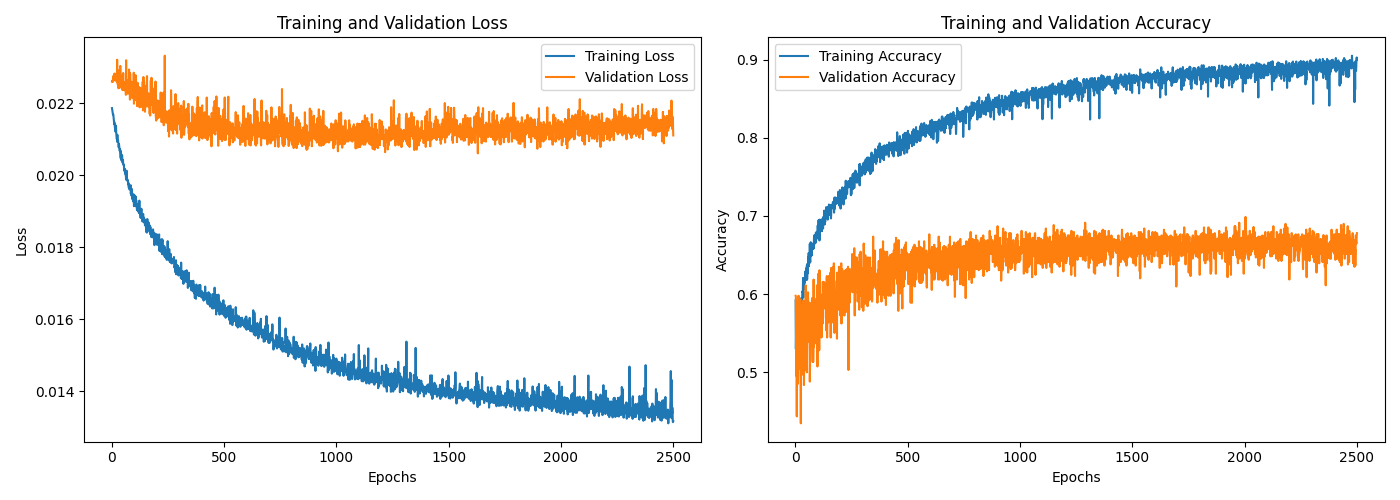 Training and Validation Loss
Training Loss
Validation Loss
Loss
0.022
0.020
0.018
0.016
0.014
0
500
1000
1500
2000
2500
Epochs
Training and Validation Accuracy
Training Accuracy
Validation Accuracy
Accuracy
0.9
0.8
0.7
0.6
0.5
0
500
1000
1500
2000
2500
Epochs